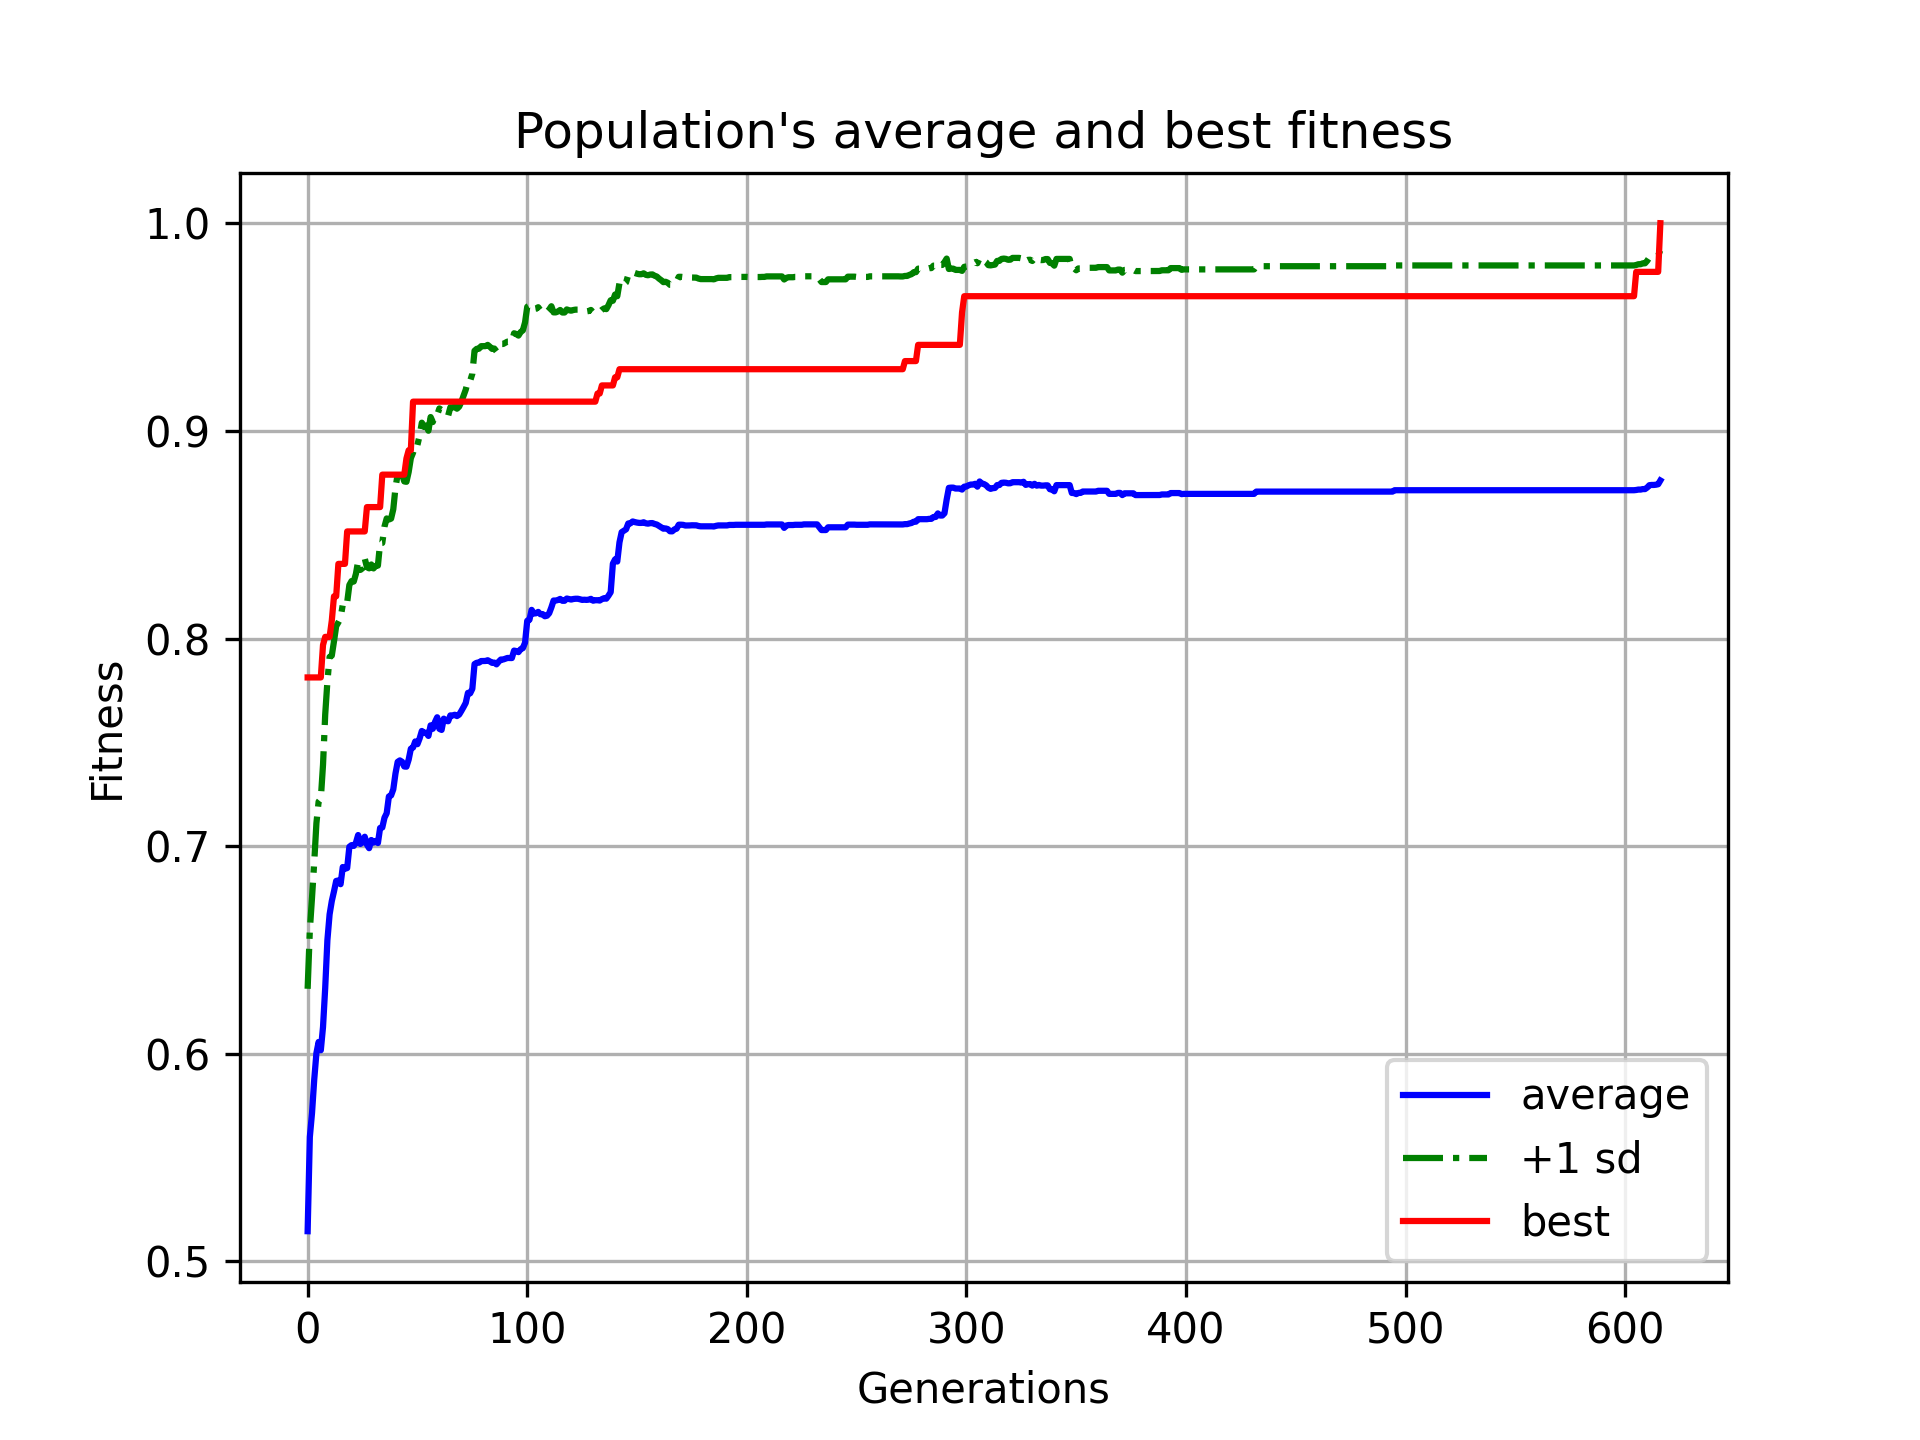 Population's average and best fitness
1.0
0.9
0.8
0.7
0.6
0.5
Fitness
0 100 200 300 400 500 600
Generations
average
+1 sd
best